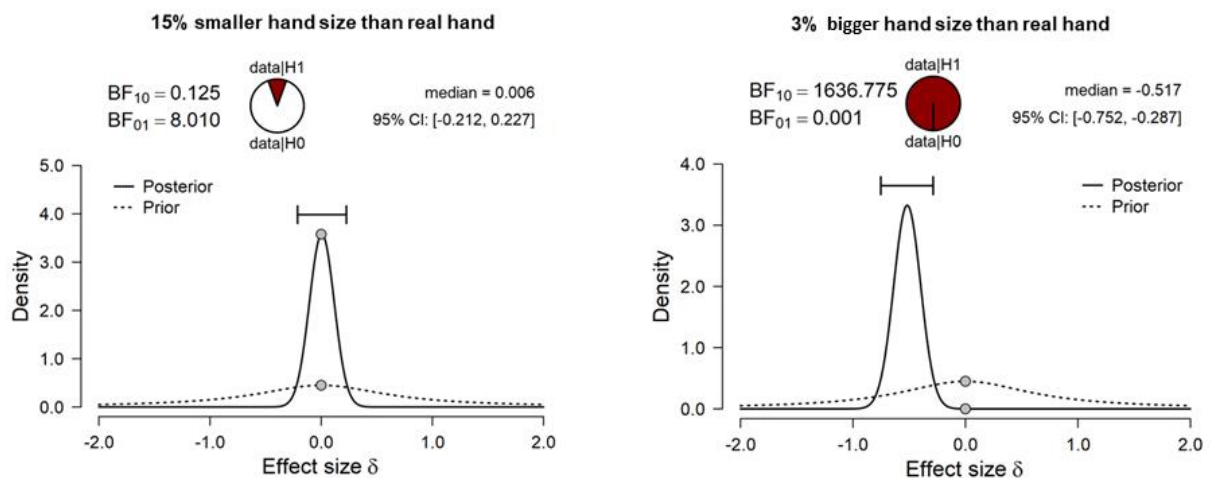 15% smaller hand size than real hand
data|H1
BF10 = 0.125
BF01 = 8.010
data|H0
median = 0.006
95% CI: [-0.212, 0.227]
5.0
4.0
3.0
2.0
1.0
0.0
Density
Posterior
Prior
-2.0 -1.0 0.0 1.0 2.0
Effect size δ
3% bigger hand size than real hand
data|H1
BF10 = 1636.775
BF01 = 0.001
data|H0
median = -0.517
95% CI: [-0.752, -0.287]
4.0
3.0
2.0
1.0
0.0
Density
Posterior
Prior
-2.0 -1.0 0.0 1.0 2.0
Effect size δ